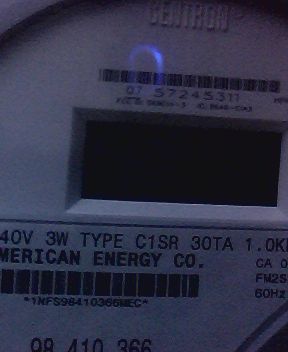 CENTRON
07 57245311
40V 3W TYPE C1SR 30TA 1.0K
MERICAN ENERGY CO.
CA 0
FM2S
60Hz
*1NFS98410366MEC*
98 410 366